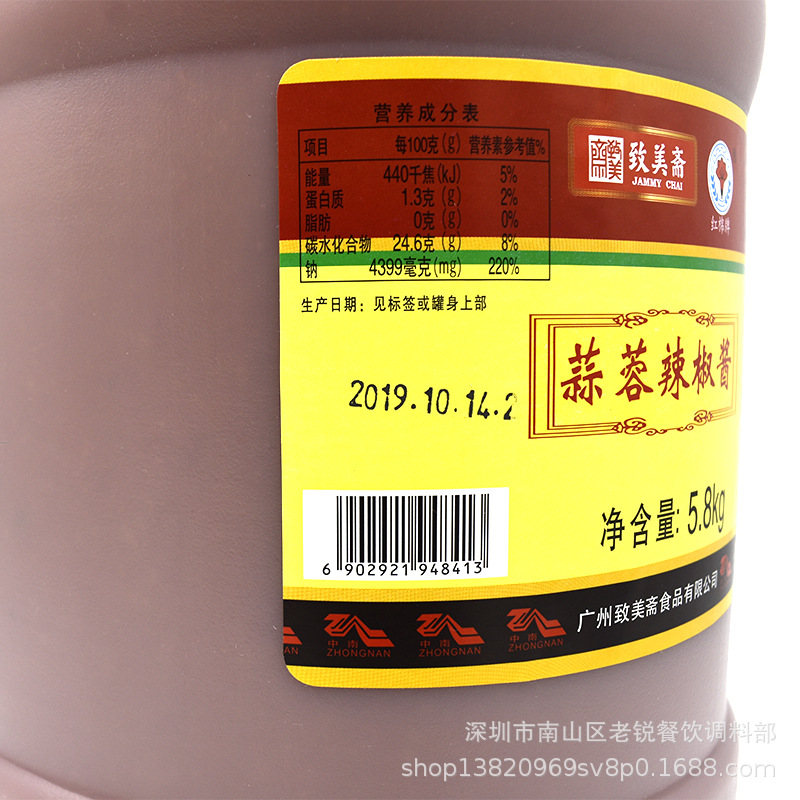 营养成分表
项目 每100克(g) 营养素参考值%
能量 440千焦(kJ) 5%
蛋白质 1.3克(g) 2%
脂肪 0克(g) 0%
碳水化合物 24.6克(g) 8%
钠 4399毫克(mg) 220%
生产日期：见标签或罐身上部
致美斋
致美斋
JAMMY CHAI
红棉牌
蒜蓉辣椒酱
2019.10.14.2
净含量: 5.8kg
6 902921 948413
广州致美斋食品有限公司
中南
ZHONGNAN
中南
ZHONGNAN
中南
ZHONGNAN
深圳市南山区老锐餐饮调料部
shop13820969sv8p0.1688.com